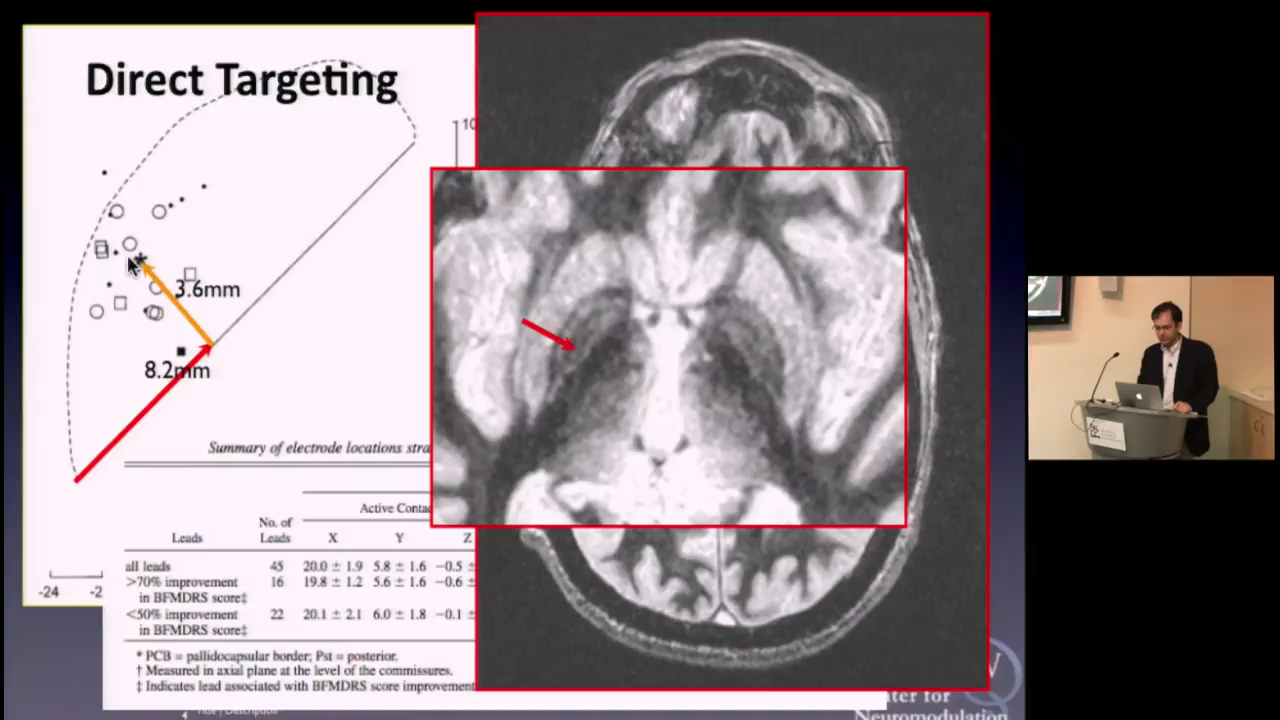 Direct Targeting
10
3.6mm
8.2mm
Summary of electrode locations stra
Active Contac
Leads
No. of
Leads
X
Y
Z
all leads 45 20.0 ± 1.9 5.8 ± 1.6 −0.5 ±
>70% improvement 16 19.8 ± 1.2 5.6 ± 1.6 −0.6 ±
in BFMDRS score‡
<50% improvement 22 20.1 ± 2.1 6.0 ± 1.8 −0.1 ±
in BFMDRS score‡
* PCB = pallidocapsular border; Pst = posterior.
† Measured in axial plane at the level of the commissures.
‡ Indicates lead associated with BFMDRS score improvement
-24 -2
Title | Description
nter for
Neuromodulation